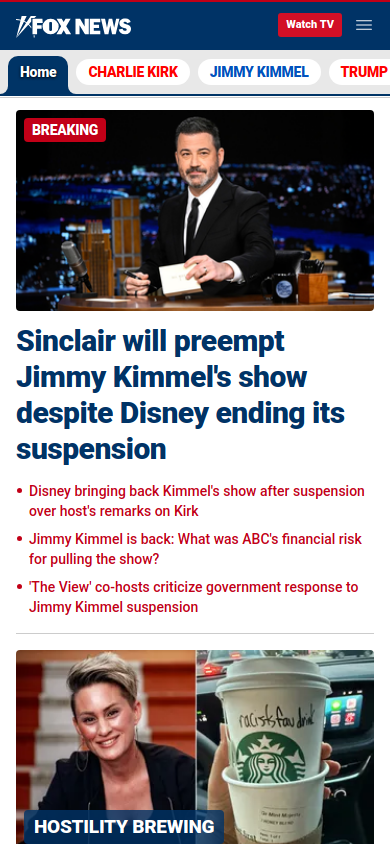 FOX NEWS
Watch TV
Home
CHARLIE KIRK
JIMMY KIMMEL
TRUMP
BREAKING
Sinclair will preempt
Jimmy Kimmel's show
despite Disney ending its
suspension
Disney bringing back Kimmel's show after suspension
over host's remarks on Kirk
Jimmy Kimmel is back: What was ABC's financial risk
for pulling the show?
'The View' co-hosts criticize government response to
Jimmy Kimmel suspension
racists fav drink
HOSTILITY BREWING